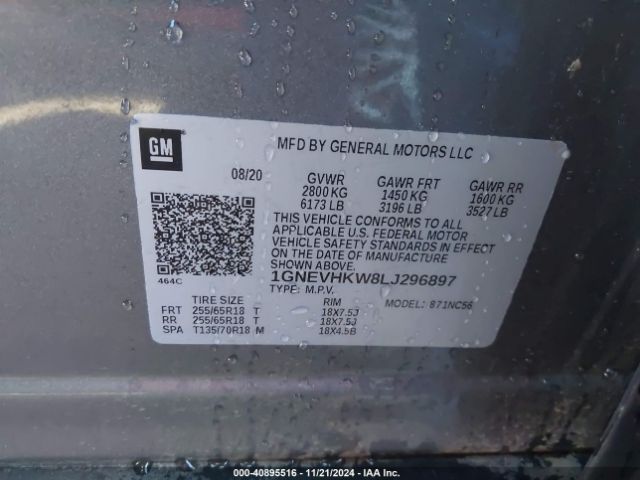 GM
MFD BY GENERAL MOTORS LLC
08/20
GVWR GAWR FRT GAWR RR
2800 KG 1450 KG 1600 KG
6173 LB 3196 LB 3527 LB
THIS VEHICLE CONFORMS TO ALL
APPLICABLE U.S. FEDERAL MOTOR
VEHICLE SAFETY STANDARDS IN EFFECT
ON THE DATE OF MANUFACTURE
SHOWN ABOVE.
464C
1GNEVHKW8LJ296897
TYPE: M.P.V. MODEL: 871NC56
TIRE SIZE RIM
FRT 255/65R18 T 18X7.5J
RR 255/65R18 T 18X7.5J
SPA T135/70R18 M 18X4.5B
000-40895516 - 11/21/2024 - IAA Inc.